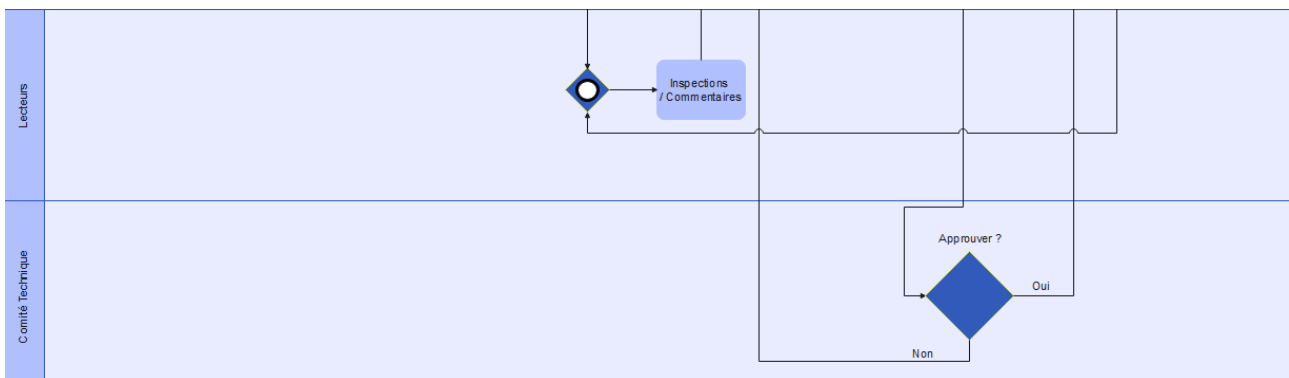 Lecteurs
Inspections
/ Commentaires
Comité Technique
Approuver ?
Oui
Non